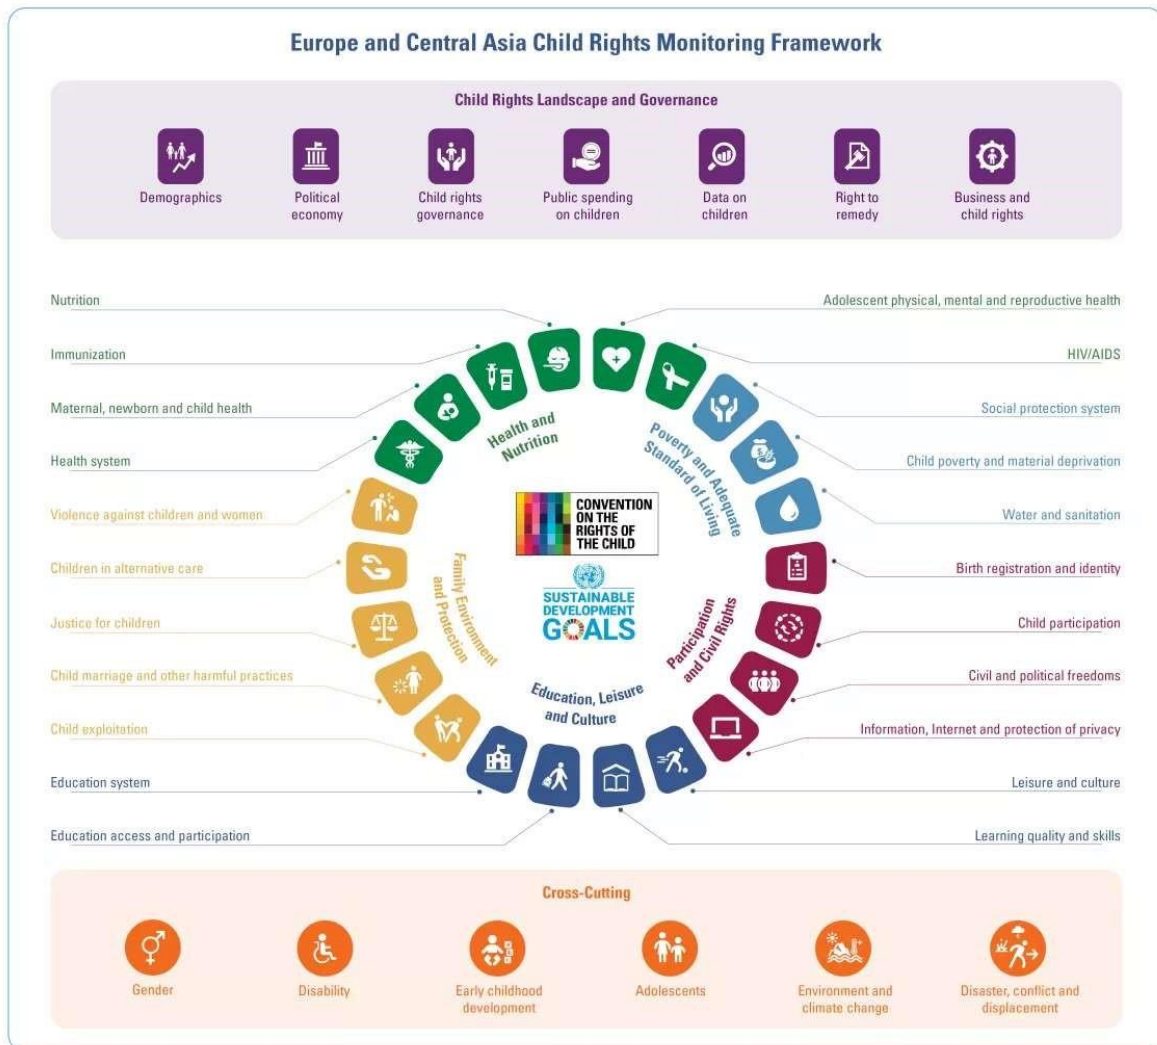 Europe and Central Asia Child Rights Monitoring Framework
Child Rights Landscape and Governance
Demographics
Political
economy
Child rights
governance
Public spending
on children
Data on
children
Right to
remedy
Business and
child rights
Nutrition
Immunization
Maternal, newborn and child health
Health system
Violence against children and women
Children in alternative care
Justice for children
Child marriage and other harmful practices
Child exploitation
Education system
Education access and participation
Adolescent physical, mental and reproductive health
HIV/AIDS
Social protection system
Child poverty and material deprivation
Water and sanitation
Birth registration and identity
Child participation
Civil and political freedoms
Information, Internet and protection of privacy
Leisure and culture
Learning quality and skills
Health and
Nutrition
Poverty and Adequate
Standard of Living
Family Environment
and Protection
Participation
and Civil Rights
Education, Leisure
and Culture
CONVENTION
ON THE
RIGHTS OF
THE CHILD
SUSTAINABLE
DEVELOPMENT
GOALS
Cross-Cutting
Gender
Disability
Early childhood
development
Adolescents
Environment and
climate change
Disaster, conflict and
displacement